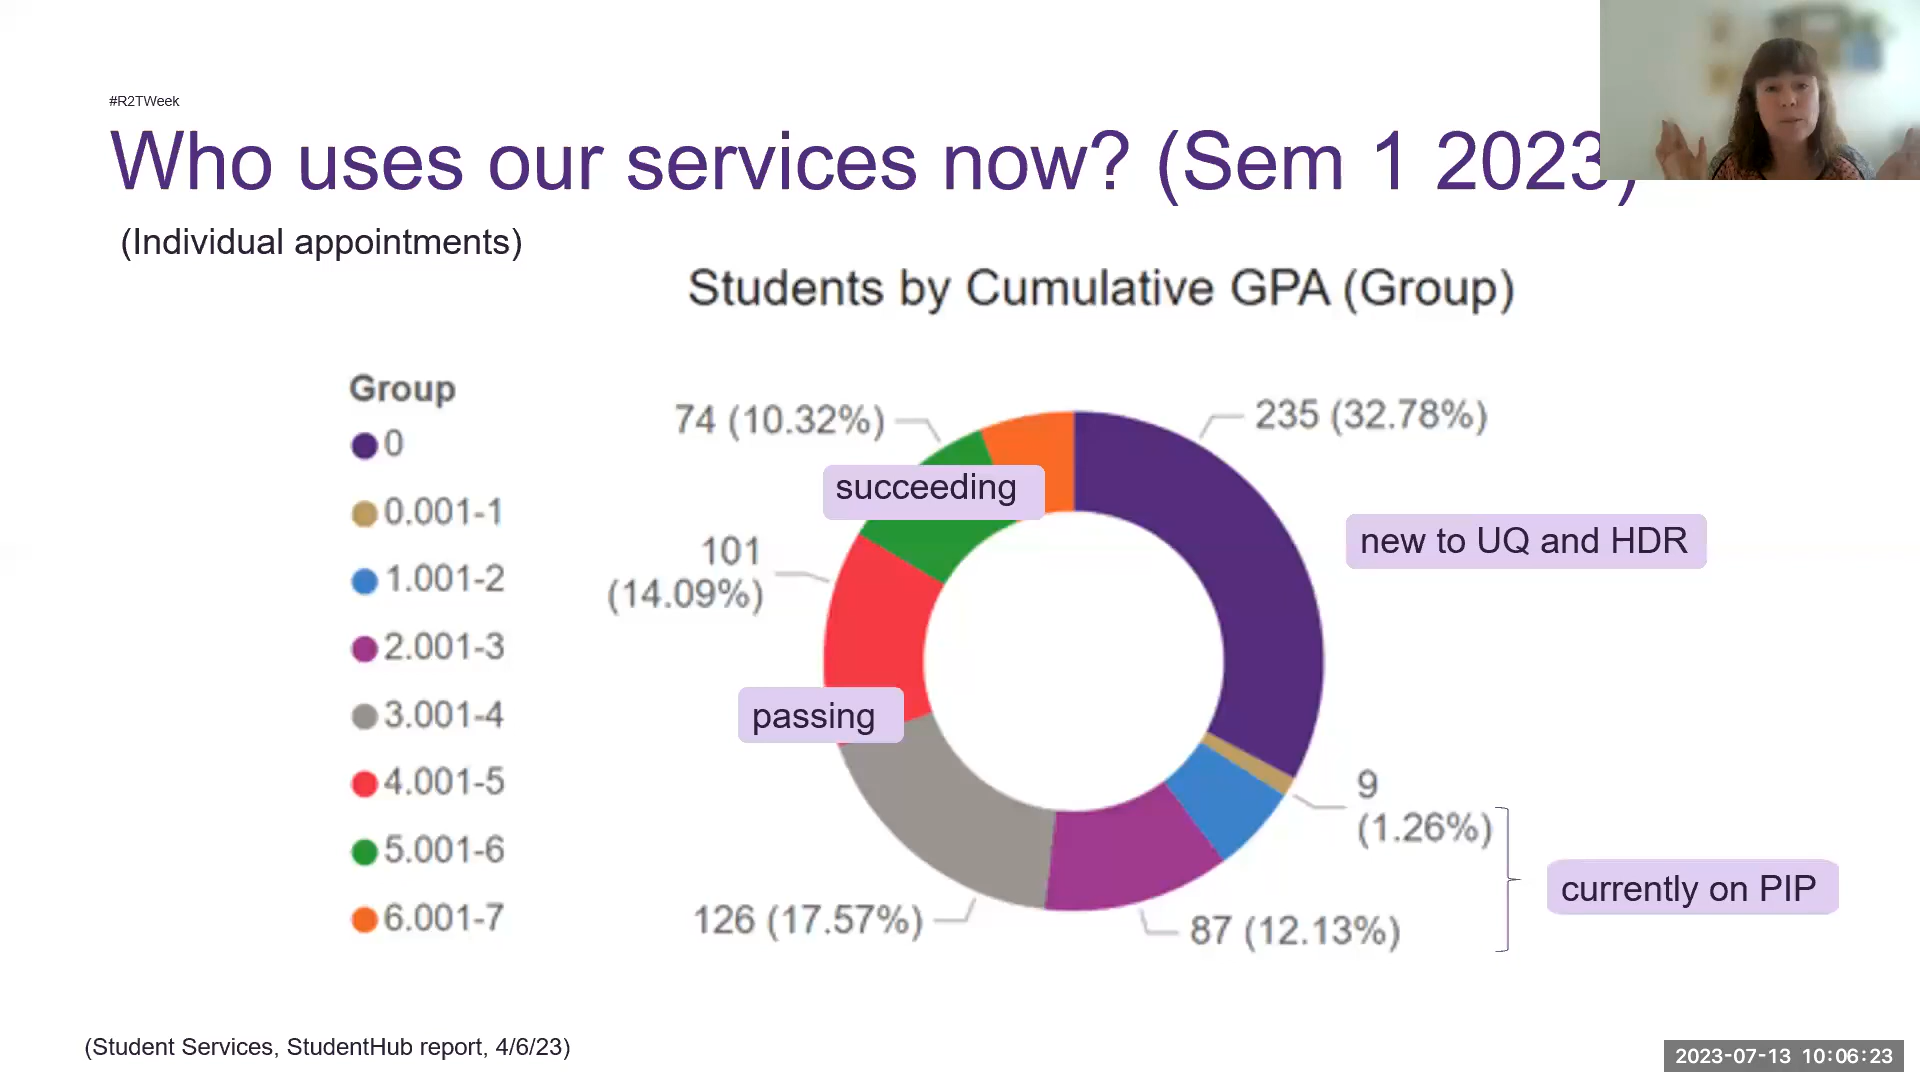 #R2TWeek
Who uses our services now? (Sem 1 2023)
(Individual appointments)
Students by Cumulative GPA (Group)
Group
0
0.001-1
1.001-2
2.001-3
3.001-4
4.001-5
5.001-6
6.001-7
74 (10.32%)
235 (32.78%)
succeeding
101
(14.09%)
new to UQ and HDR
passing
9
(1.26%)
currently on PIP
126 (17.57%)
87 (12.13%)
(Student Services, StudentHub report, 4/6/23)
2023-07-13 10:06:23